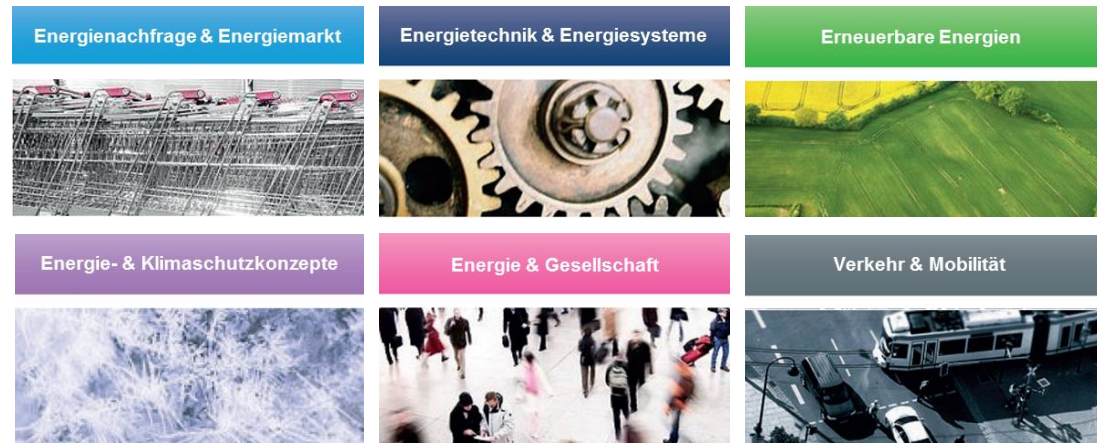 Energienachfrage & Energiemarkt
Energietechnik & Energiesysteme
Erneuerbare Energien
Energie- & Klimaschutzkonzepte
Energie & Gesellschaft
Verkehr & Mobilität